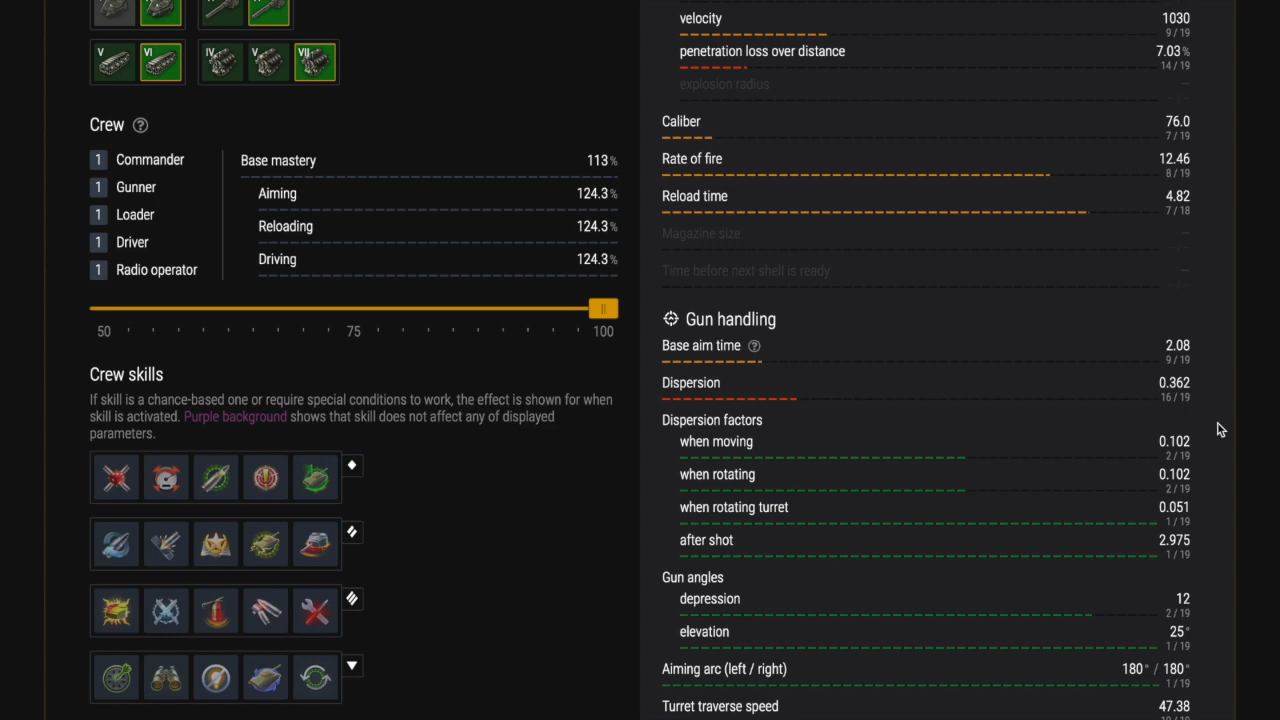 V
VI
IV
V
VII
Crew ?
1 Commander
1 Gunner
1 Loader
1 Driver
1 Radio operator
Base mastery 113%
Aiming 124.3%
Reloading 124.3%
Driving 124.3%
50 75 100
Crew skills
If skill is a chance-based one or require special conditions to work, the effect is shown for when
skill is activated. Purple background shows that skill does not affect any of displayed
parameters.
velocity 1030
9 / 19
penetration loss over distance 7.03%
14 / 19
explosion radius —
Caliber 76.0
7 / 19
Rate of fire 12.46
8 / 19
Reload time 4.82
7 / 18
Magazine size —
Time before next shell is ready —
Gun handling
Base aim time ? 2.08
9 / 19
Dispersion 0.362
16 / 19
Dispersion factors
when moving 0.102
2 / 19
when rotating 0.102
2 / 19
when rotating turret 0.051
1 / 19
after shot 2.975
1 / 19
Gun angles
depression 12
2 / 19
elevation 25°
1 / 19
Aiming arc (left / right) 180° / 180°
1 / 19
Turret traverse speed 47.38